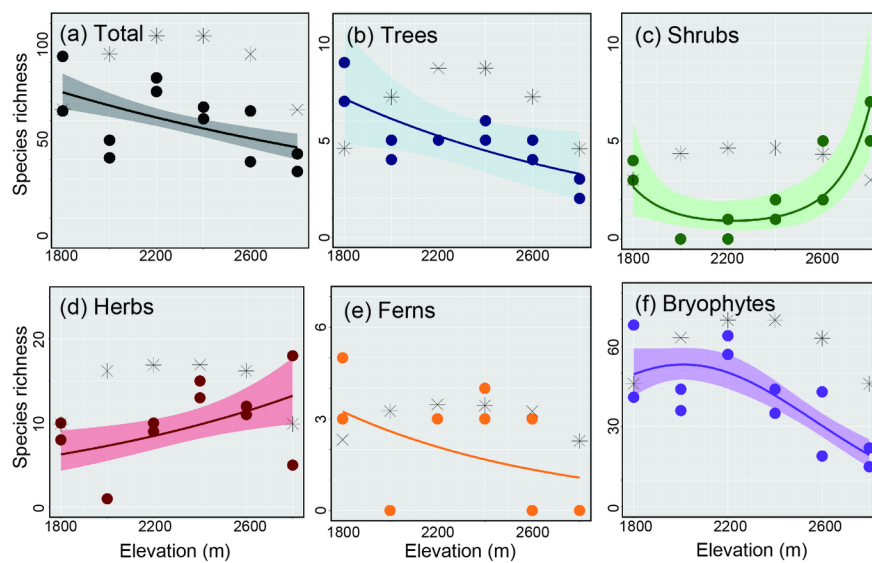 (a) Total
(b) Trees
(c) Shrubs
Species richness
0 50 100
0 5 10
0 5 10
1800 2200 2600
1800 2200 2600
1800 2200 2600
(d) Herbs
(e) Ferns
(f) Bryophytes
Species richness
0 10 20
0 3 6
0 30 60
1800 2200 2600
1800 2200 2600
1800 2200 2600
Elevation (m)
Elevation (m)
Elevation (m)